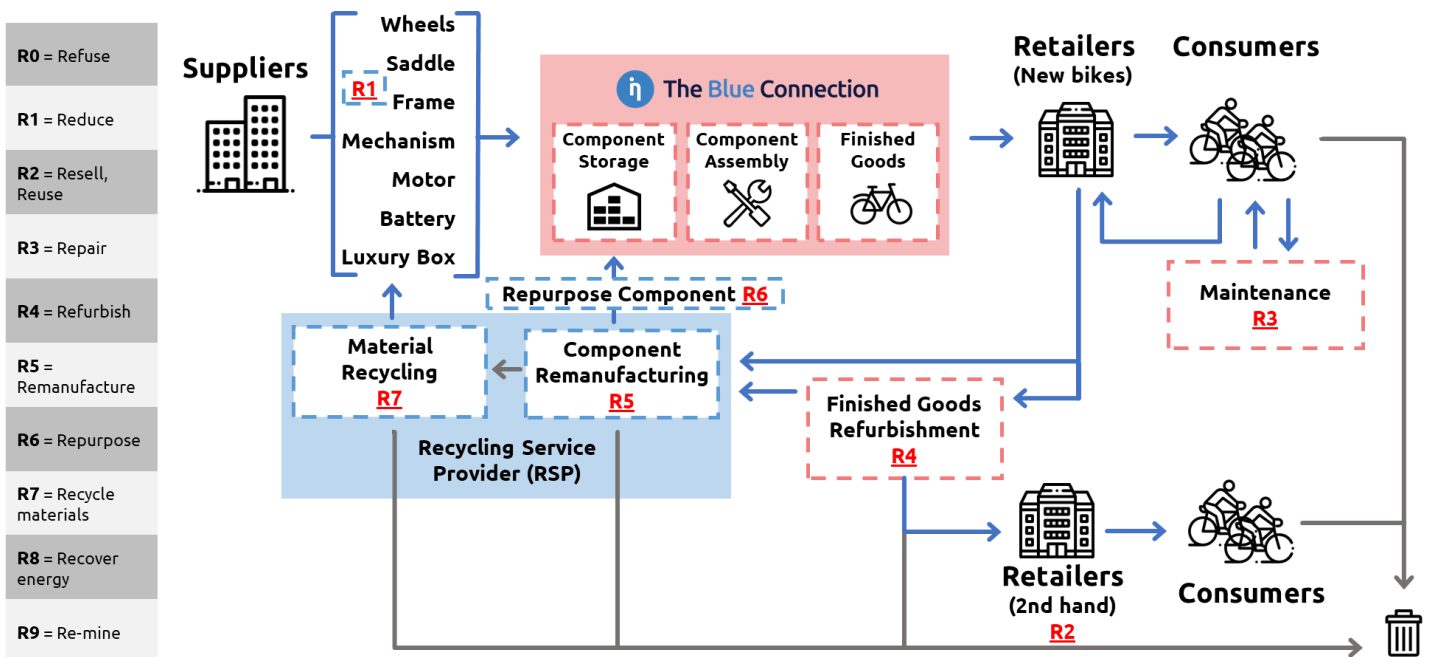 R0 = Refuse
R1 = Reduce
R2 = Resell,
Reuse
R3 = Repair
R4 = Refurbish
R5 =
Remanufacture
R6 = Repurpose
R7 = Recycle
materials
R8 = Recover
energy
R9 = Re-mine
Suppliers
Wheels
Saddle
R1
Frame
Mechanism
Motor
Battery
Luxury Box
The Blue Connection
Component
Storage
Component
Assembly
Finished
Goods
Retailers
(New bikes)
Consumers
Maintenance
R3
Repurpose Component R6
Material
Recycling
R7
Component
Remanufacturing
R5
Recycling Service
Provider (RSP)
Finished Goods
Refurbishment
R4
Retailers
(2nd hand)
R2
Consumers